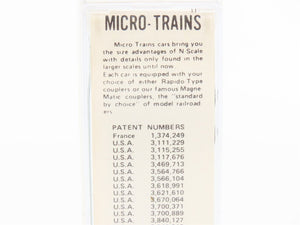 MICRO-TRAINS
Micro Trains cars bring you
the size advantages of N Scale
with details only found in the
larger scales until now.
Each car is equipped with your
choice of either Rapido Type
couplers or our famous Magne
Matic couplers, the "standard
by choice" of model railroad
ers.
PATENT NUMBERS
France 1,374,249
U.S.A. 3,111,229
U.S.A. 3,115,255
U.S.A. 3,117,676
U.S.A. 3,469,713
U.S.A. 3,564,766
U.S.A. 3,566,104
U.S.A. 3,618,991
U.S.A. 3,621,610
U.S.A. 3,670,064
U.S.A. 3,700,371
U.S.A. 3,700,889
U.S.A. 3,840,127